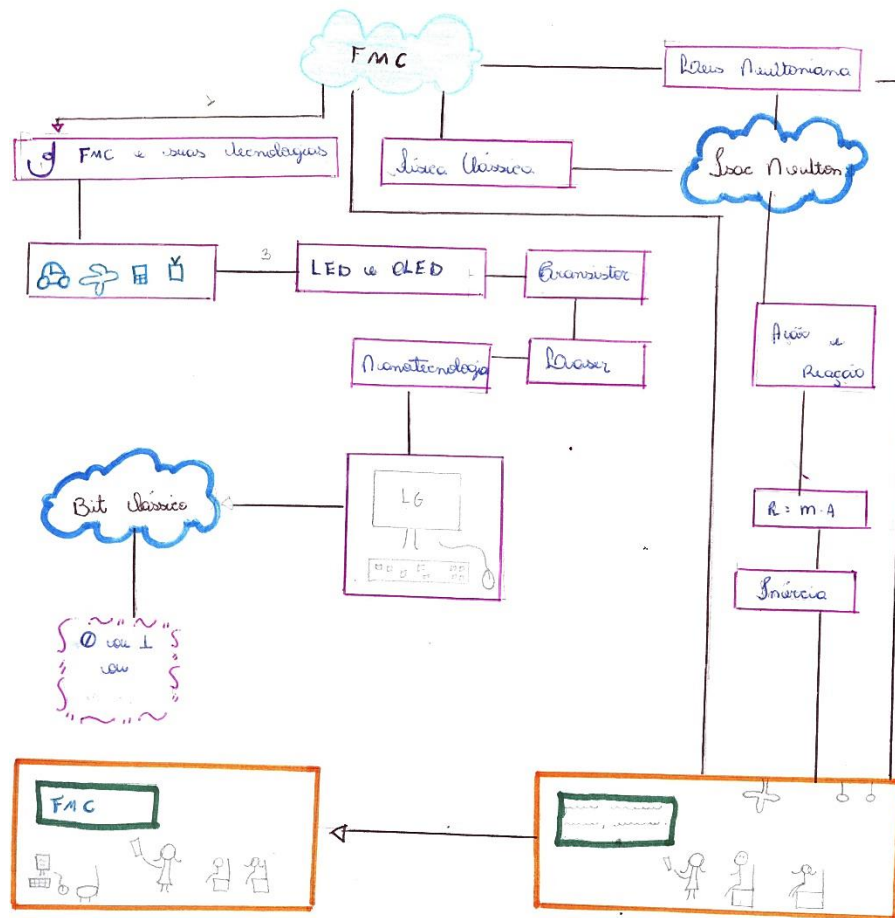 FMC
Leis Newtoniana
FMC e suas tecnologias
Física Clássica
Isac Newton
3
LED e OLED
Transistor
Ação e
Reação
Nanotecnologia
Laser
LG
Bit Clássico
R = m.A
Inércia
0 ou 1
ou
FMC